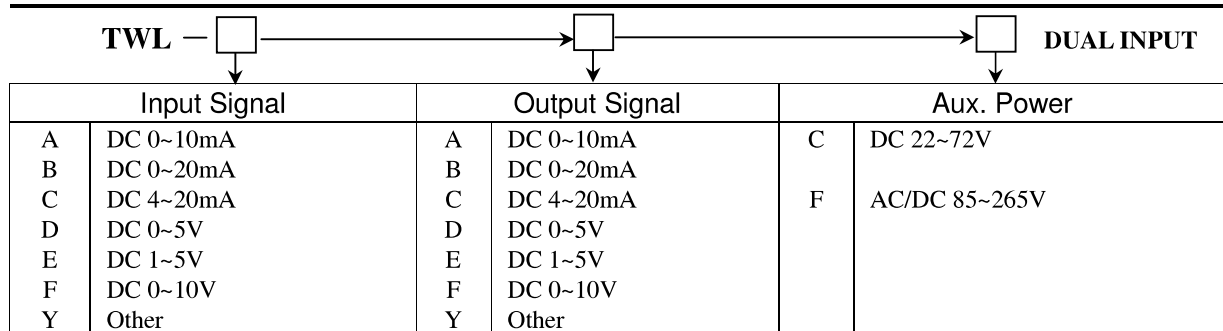 TWL — DUAL INPUT
Input Signal Output Signal Aux. Power
A DC 0~10mA A DC 0~10mA C DC 22~72V
B DC 0~20mA B DC 0~20mA
C DC 4~20mA C DC 4~20mA F AC/DC 85~265V
D DC 0~5V D DC 0~5V
E DC 1~5V E DC 1~5V
F DC 0~10V F DC 0~10V
Y Other Y Other